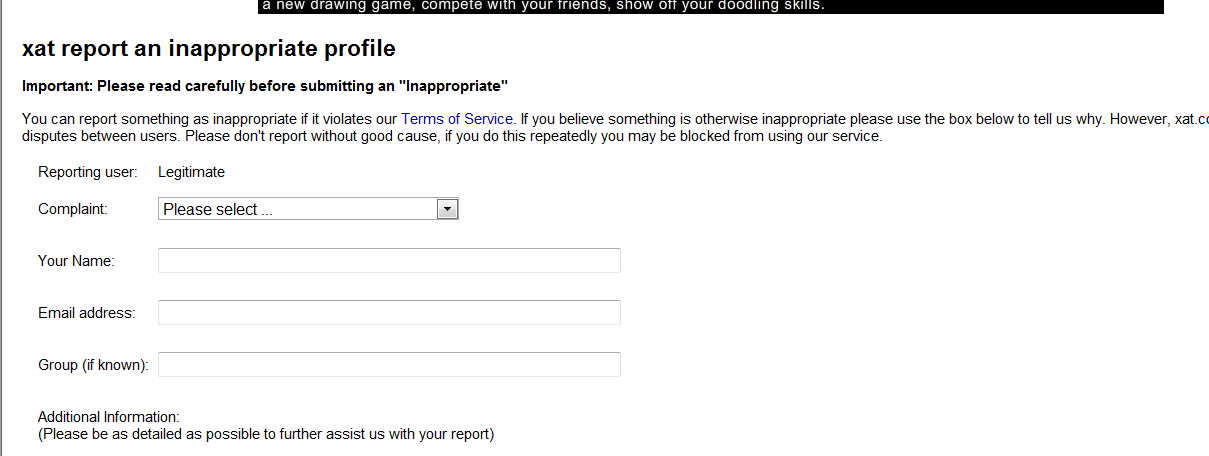 a new drawing game, compete with your friends, show off your doodling skills.
xat report an inappropriate profile
Important: Please read carefully before submitting an "Inappropriate"
You can report something as inappropriate if it violates our Terms of Service. If you believe something is otherwise inappropriate please use the box below to tell us why. However, xat.co
disputes between users. Please don't report without good cause, if you do this repeatedly you may be blocked from using our service.
Reporting user: Legitimate
Complaint: Please select ...
Your Name:
Email address:
Group (if known):
Additional Information:
(Please be as detailed as possible to further assist us with your report)